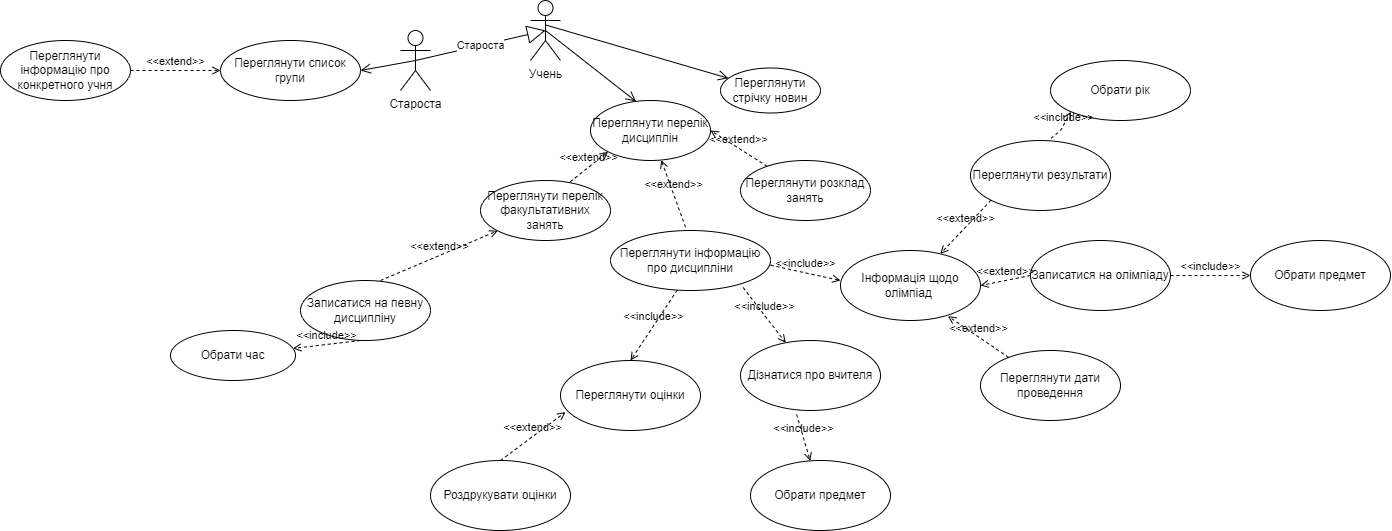 Староста
Учень
Староста
Переглянути
інформацію про
конкретного учня
<<extend>>
Переглянути список
групи
Переглянути
стрічку новин
Переглянути перелік
дисциплін
<<extend>>
<<extend>>
<<extend>>
Переглянути розклад
занять
Переглянути перелік
факультативних
занять
<<extend>>
Записатися на певну
дисципліну
<<include>>
Обрати час
Переглянути інформацію
про дисципліни
<<include>>
<<include>>
<<include>>
Переглянути оцінки
<<extend>>
Роздрукувати оцінки
Дізнатися про вчителя
<<include>>
Обрати предмет
Інформація щодо
олімпіад
<<extend>>
Переглянути результати
<<include>>
Обрати рік
<<extend>>
Записатися на олімпіаду
<<include>>
Обрати предмет
<<extend>>
Переглянути дати
проведення